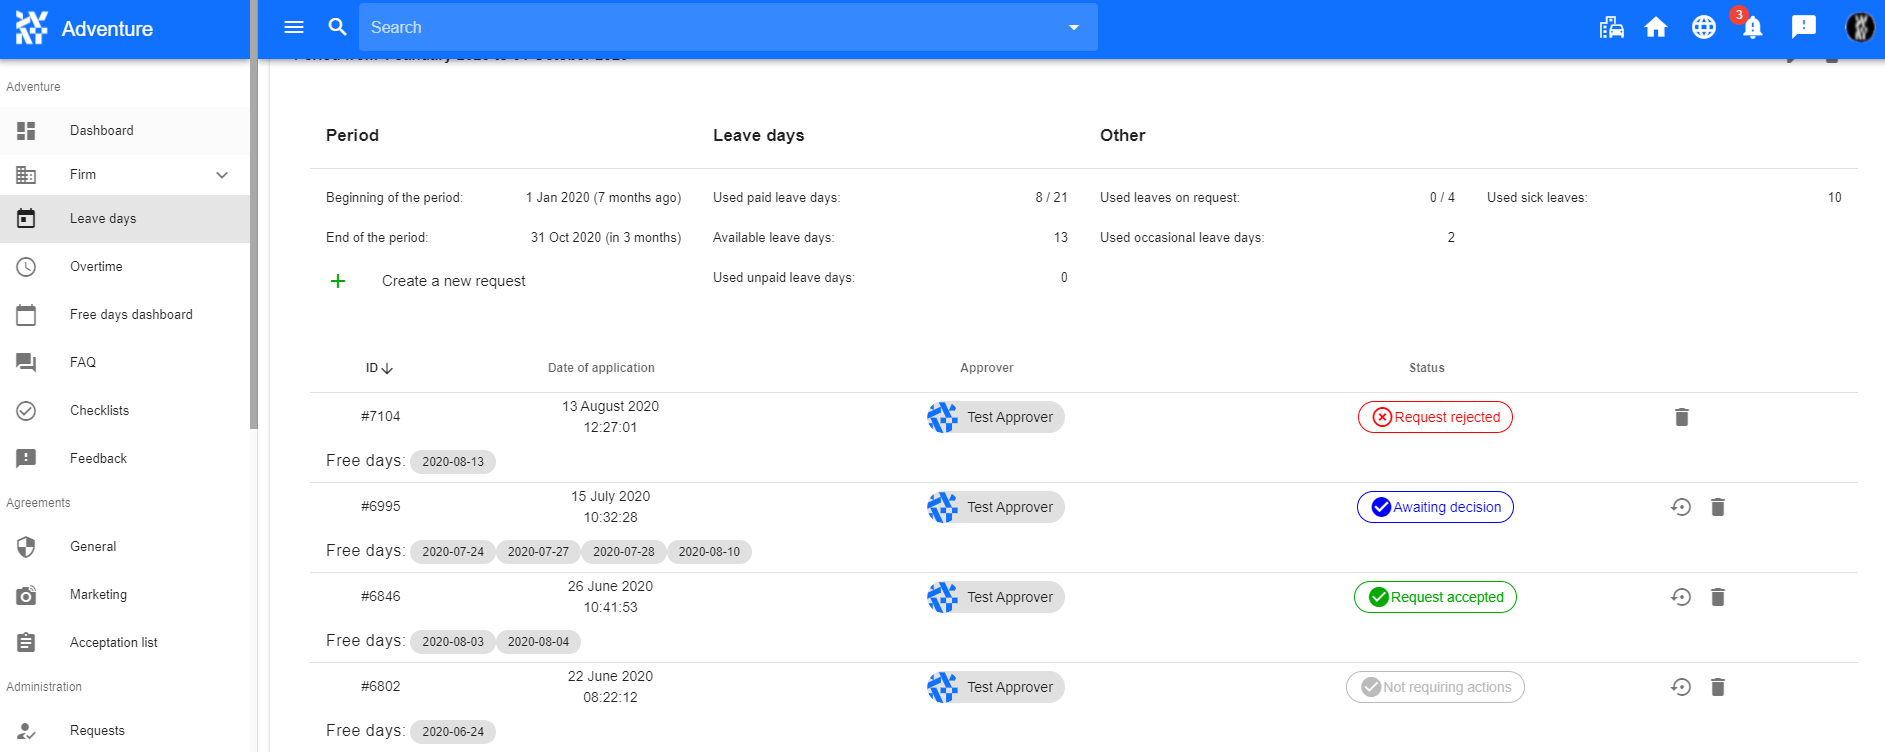 Adventure
Search
3
Adventure
Dashboard
Firm
Leave days
Overtime
Free days dashboard
FAQ
Checklists
Feedback
Agreements
General
Marketing
Acceptation list
Administration
Requests
Period Leave days Other
Beginning of the period: 1 Jan 2020 (7 months ago) Used paid leave days: 8 / 21 Used leaves on request: 0 / 4 Used sick leaves: 10
End of the period: 31 Oct 2020 (in 3 months) Available leave days: 13 Used occasional leave days: 2
Create a new request Used unpaid leave days: 0
ID Date of application Approver Status
#7104 13 August 2020 12:27:01 Test Approver Request rejected
Free days: 2020-08-13
#6995 15 July 2020 10:32:28 Test Approver Awaiting decision
Free days: 2020-07-24 2020-07-27 2020-07-28 2020-08-10
#6846 26 June 2020 10:41:53 Test Approver Request accepted
Free days: 2020-08-03 2020-08-04
#6802 22 June 2020 08:22:12 Test Approver Not requiring actions
Free days: 2020-06-24